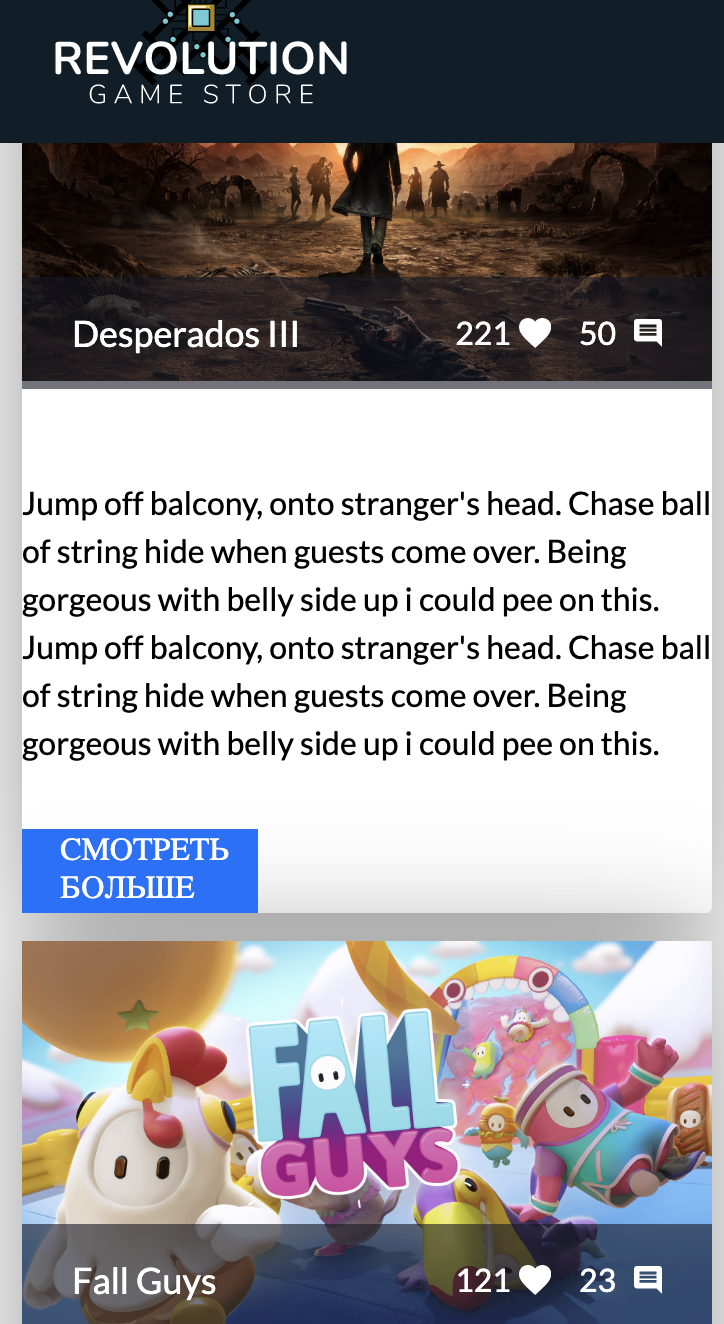 REVOLUTION
GAME STORE
Desperados III 221 50
Jump off balcony, onto stranger's head. Chase ball
of string hide when guests come over. Being
gorgeous with belly side up i could pee on this.
Jump off balcony, onto stranger's head. Chase ball
of string hide when guests come over. Being
gorgeous with belly side up i could pee on this.
СМОТРЕТЬ
БОЛЬШЕ
FALL
GUYS
Fall Guys 121 23